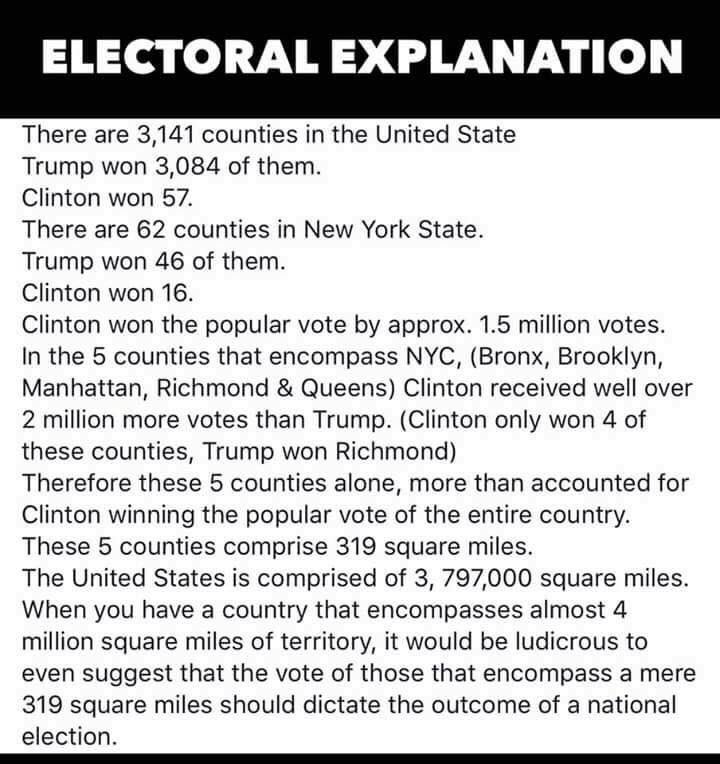 ELECTORAL EXPLANATION
There are 3,141 counties in the United State
Trump won 3,084 of them.
Clinton won 57.
There are 62 counties in New York State.
Trump won 46 of them.
Clinton won 16.
Clinton won the popular vote by approx. 1.5 million votes.
In the 5 counties that encompass NYC, (Bronx, Brooklyn,
Manhattan, Richmond & Queens) Clinton received well over
2 million more votes than Trump. (Clinton only won 4 of
these counties, Trump won Richmond)
Therefore these 5 counties alone, more than accounted for
Clinton winning the popular vote of the entire country.
These 5 counties comprise 319 square miles.
The United States is comprised of 3, 797,000 square miles.
When you have a country that encompasses almost 4
million square miles of territory, it would be ludicrous to
even suggest that the vote of those that encompass a mere
319 square miles should dictate the outcome of a national
election.